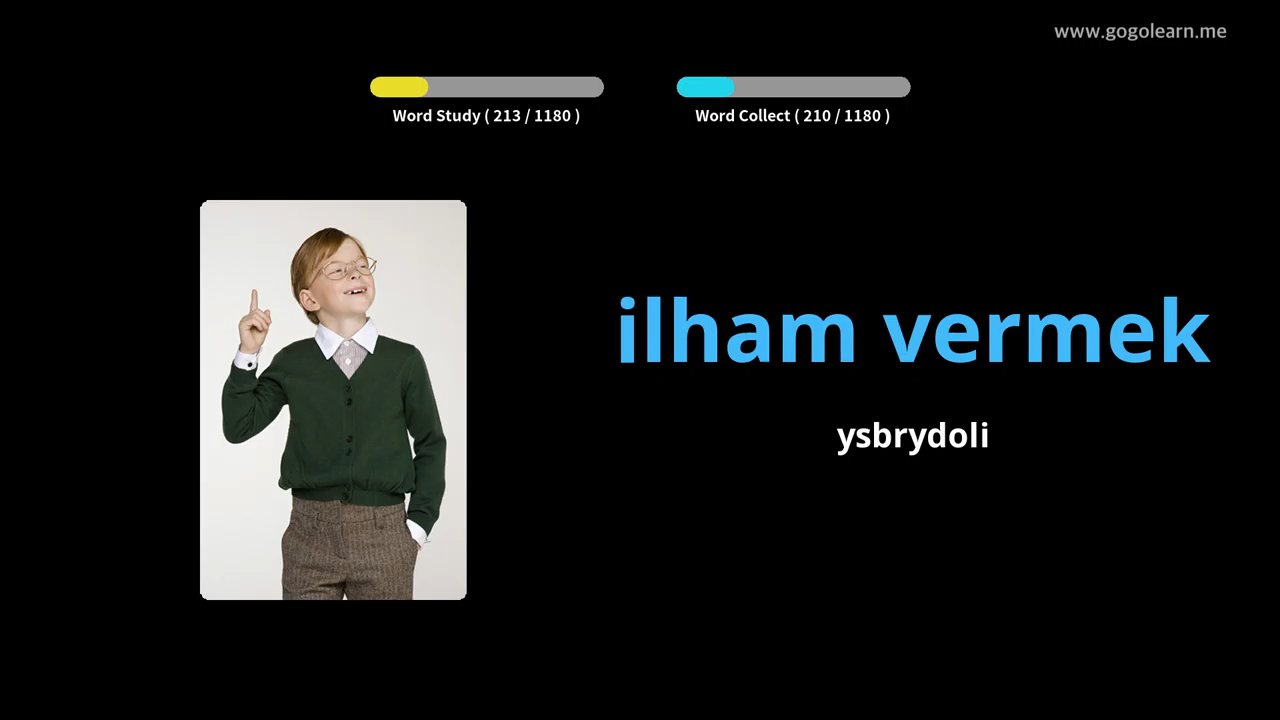 www.gogolearn.me
Word Study ( 213 / 1180 )
Word Collect ( 210 / 1180 )
ilham vermek
ysbrydoli